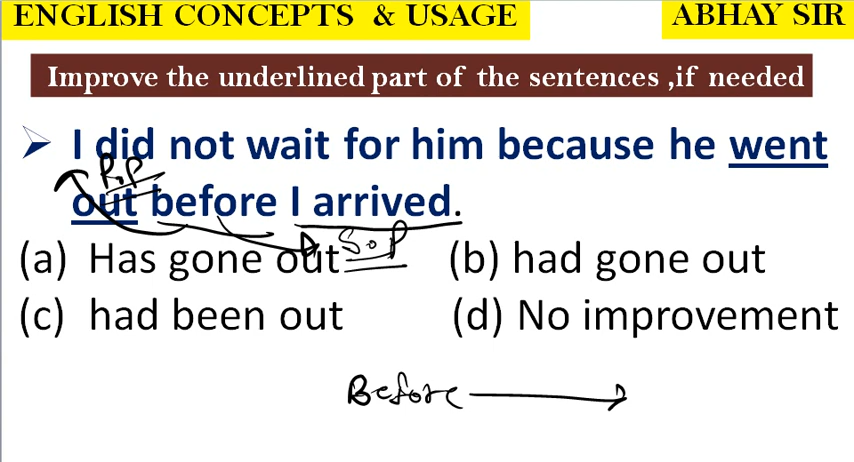 ENGLISH CONCEPTS & USAGE ABHAY SIR
Improve the underlined part of the sentences ,if needed
➤ I did not wait for him because he went
P.P
out before I arrived.
S.O.P
(a) Has gone out (b) had gone out
(c) had been out (d) No improvement
Before